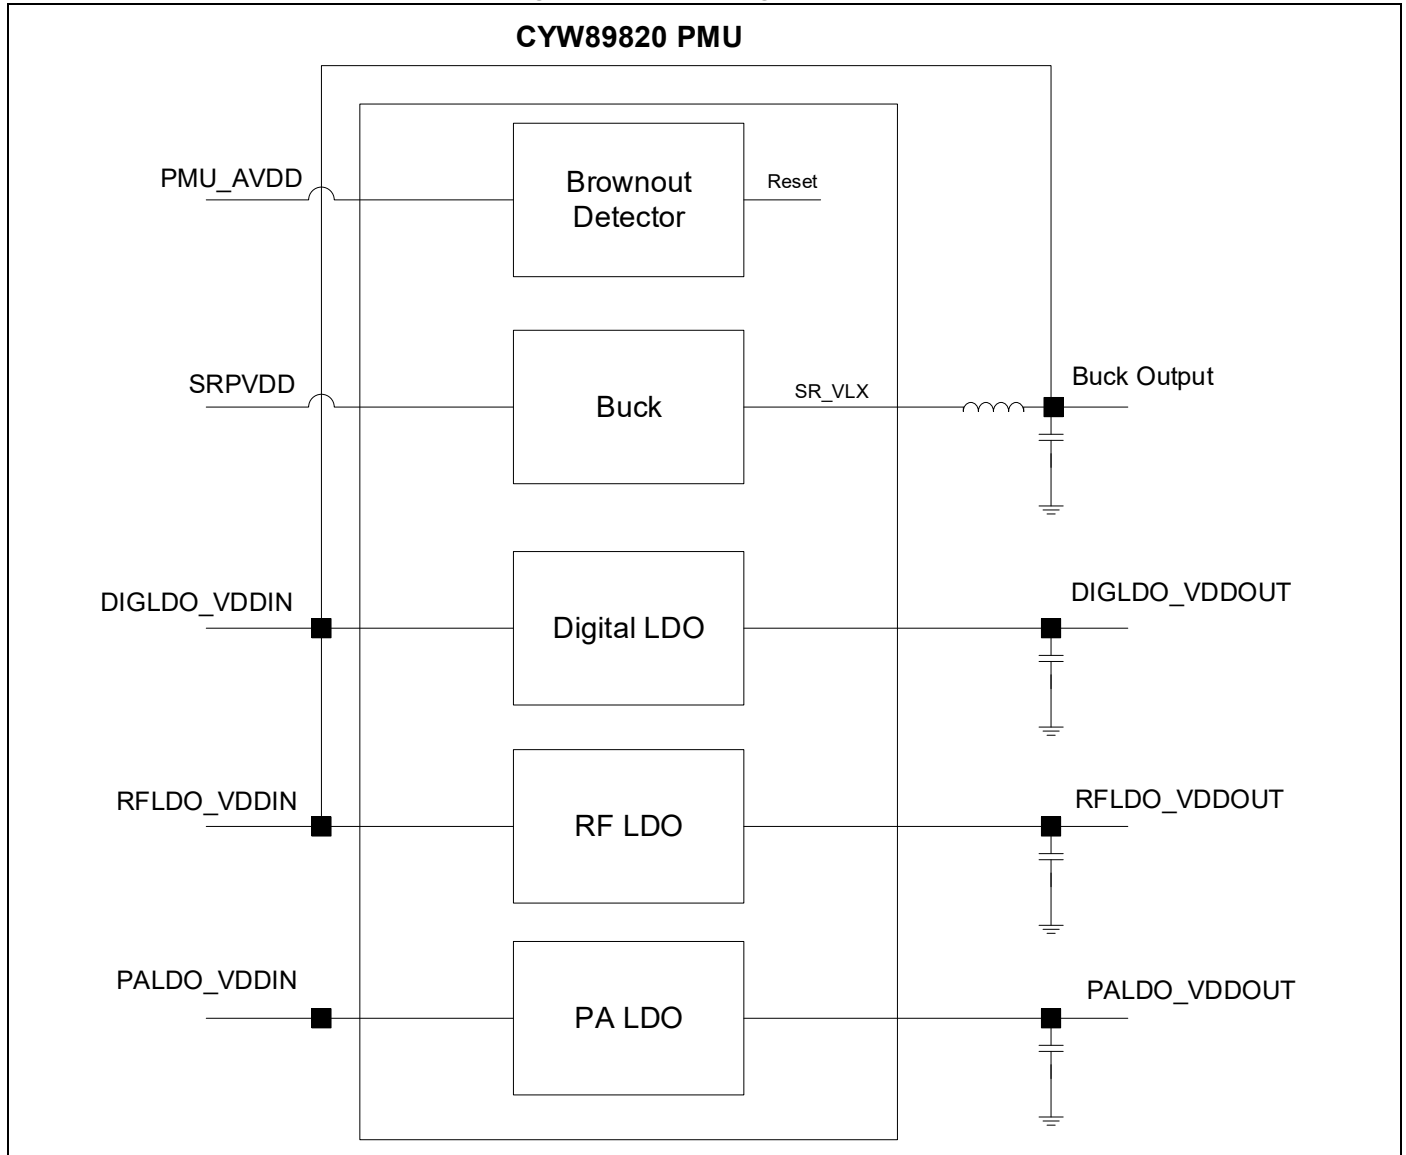 CYW89820 PMU
PMU_AVDD
Brownout
Detector
Reset
SRPVDD
Buck
SR_VLX
Buck Output
DIGLDO_VDDIN
Digital LDO
DIGLDO_VDDOUT
RFLDO_VDDIN
RF LDO
RFLDO_VDDOUT
PALDO_VDDIN
PA LDO
PALDO_VDDOUT